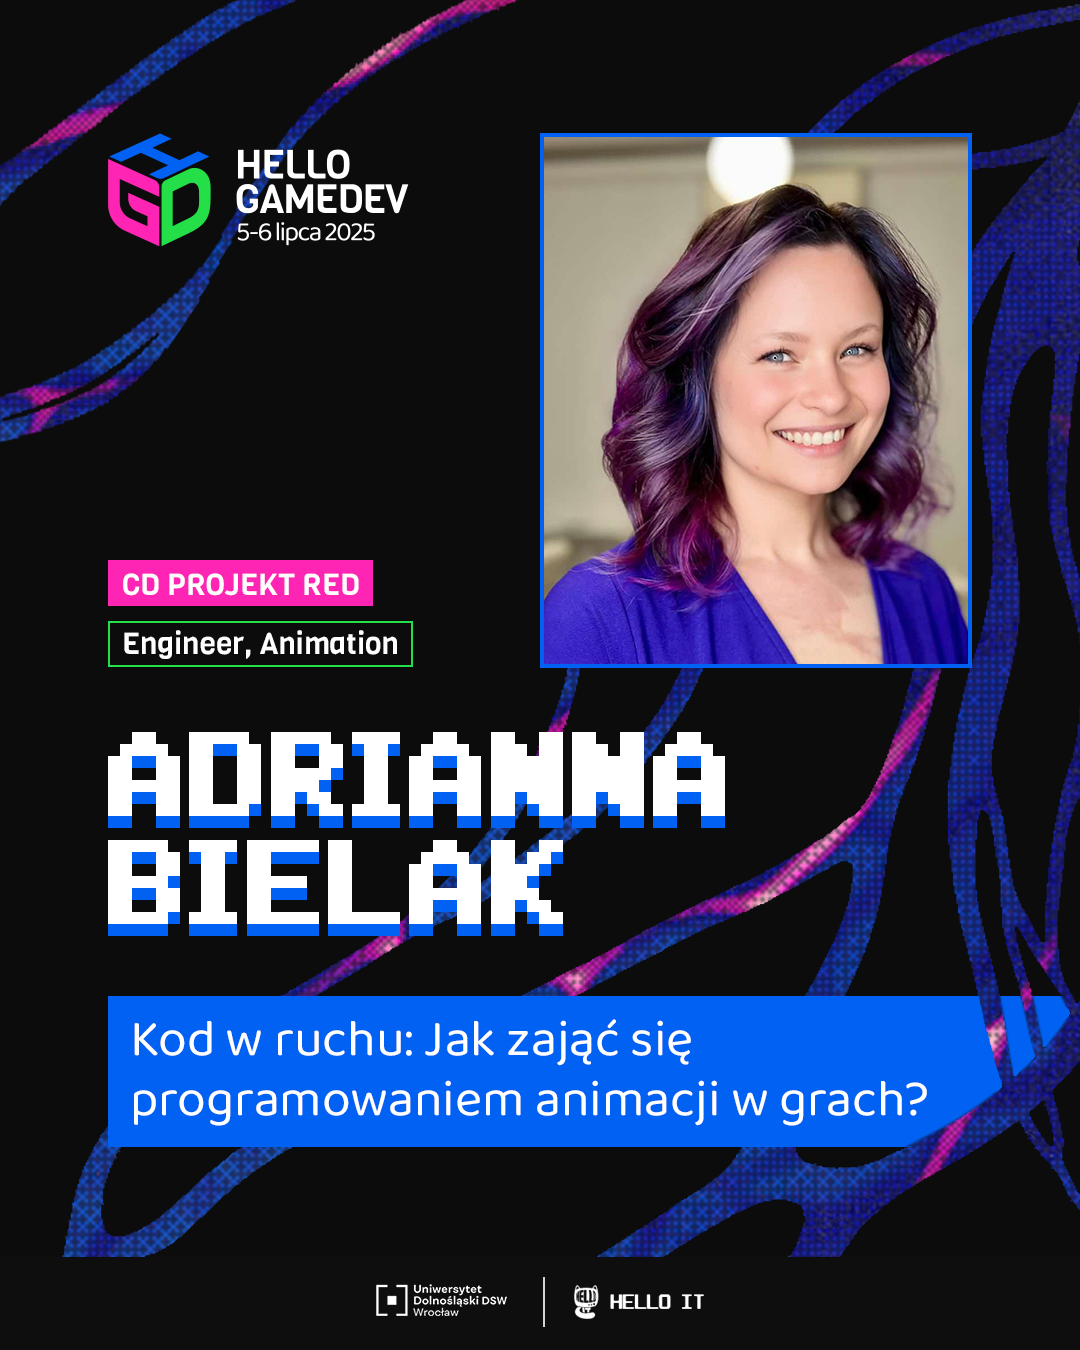 HELLO
GAMEDEV
5-6 lipca 2025
CD PROJEKT RED
Engineer, Animation
ADRIANNA
BIELAK
Kod w ruchu: Jak zająć się
programowaniem animacji w grach?
Uniwersytet
Dolnośląski DSW
Wrocław
HELLO IT